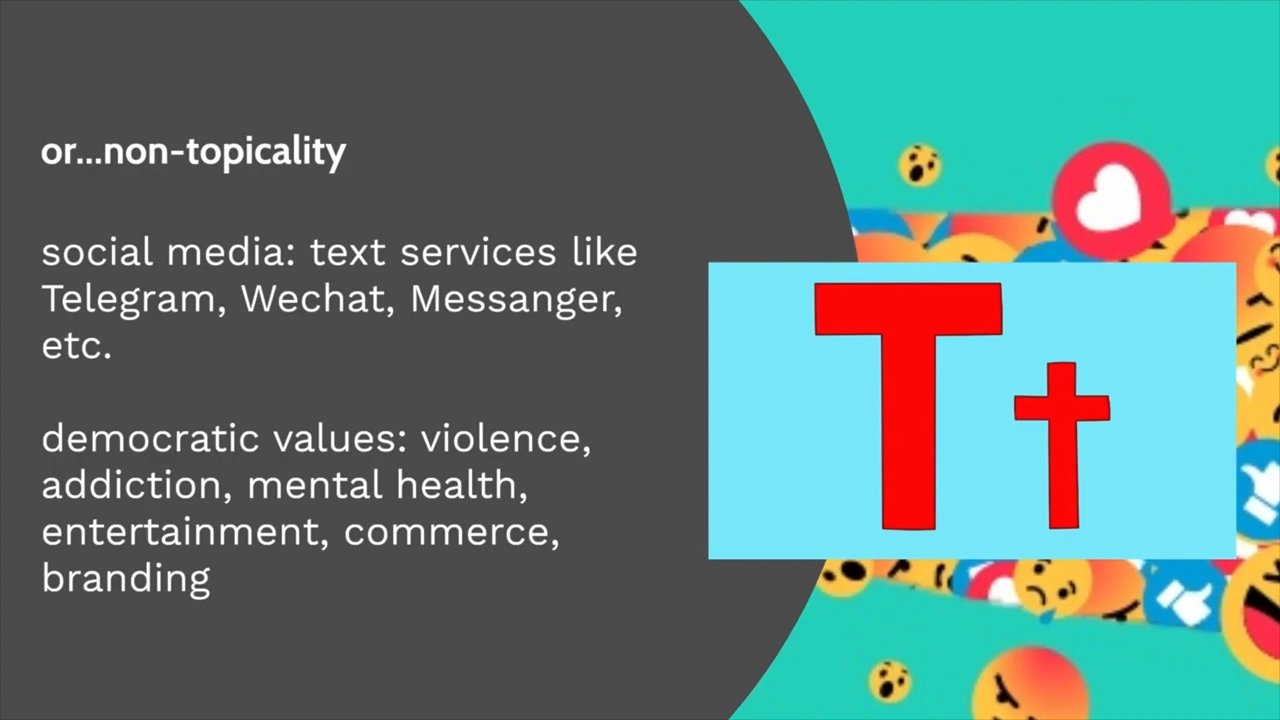 or...non-topicality
social media: text services like
Telegram, Wechat, Messanger,
etc.
democratic values: violence,
addiction, mental health,
entertainment, commerce,
branding
Tt